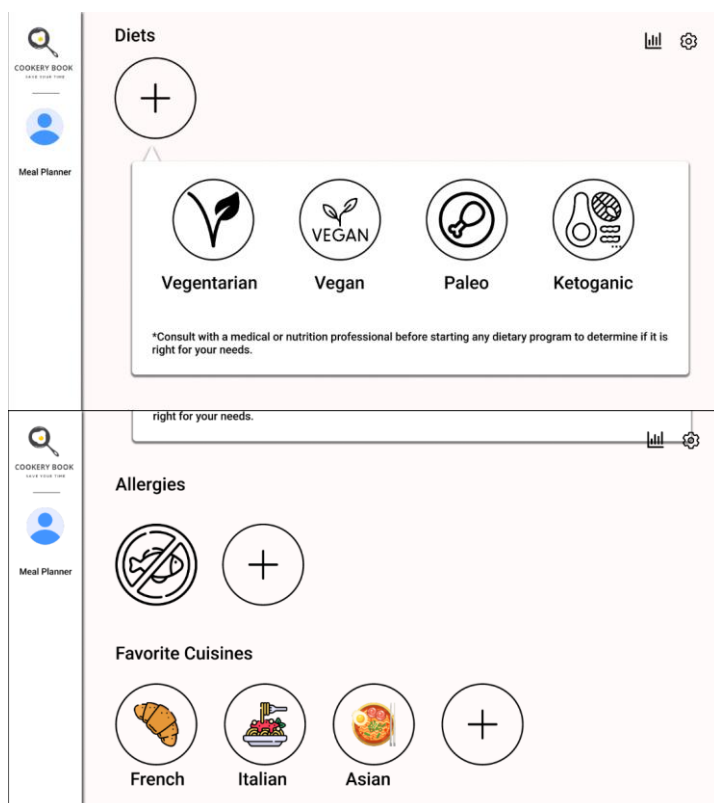 COOKERY BOOK
SAVE YOUR TIME
Meal Planner
Diets
VEGAN
Vegentarian
Vegan
Paleo
Ketoganic
*Consult with a medical or nutrition professional before starting any dietary program to determine if it is
right for your needs.
right for your needs.
COOKERY BOOK
SAVE YOUR TIME
Meal Planner
Allergies
Favorite Cuisines
French
Italian
Asian